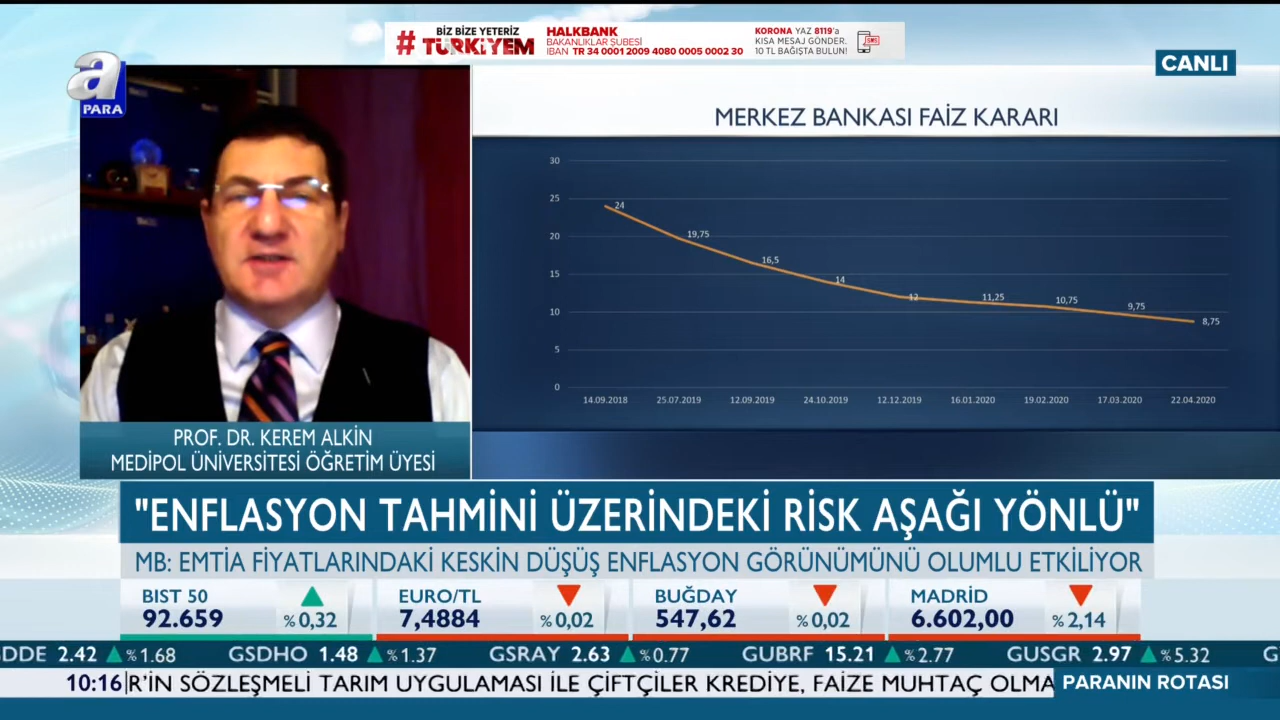 BİZ BİZE YETERİZ
# TÜRKİYEM
HALKBANK
BAKANLIKLAR ŞUBESİ
IBAN TR 34 0001 2009 4080 0005 0002 30
KORONA YAZ 8119'a
KISA MESAJ GÖNDER.
10 TL BAĞIŞTA BULUN!
SMS
CANLI
a
PARA
MERKEZ BANKASI FAİZ KARARI
30
25
20
15
10
5
0
24
19,75
16,5
14
12
11,25
10,75
9,75
8,75
14.09.2018 25.07.2019 12.09.2019 24.10.2019 12.12.2019 16.01.2020 19.02.2020 17.03.2020 22.04.2020
PROF. DR. KEREM ALKİN
MEDİPOL ÜNİVERSİTESİ ÖĞRETİM ÜYESİ
"ENFLASYON TAHMİNİ ÜZERİNDEKİ RİSK AŞAĞI YÖNLÜ"
MB: EMTİA FİYATLARINDAKİ KESKİN DÜŞÜŞ ENFLASYON GÖRÜNÜMÜNÜ OLUMLU ETKİLİYOR
BIST 50
92.659 %0,32
EURO/TL
7,4884 %0,02
BUĞDAY
547,62 %0,02
MADRİD
6.602,00 %2,14
DDE 2.42 %1.68 GSDHO 1.48 %1.37 GSRAY 2.63 %0.77 GUBRF 15.21 %2.77 GUSGR 2.97 %5.32 G
10:16 R'İN SÖZLEŞMELİ TARIM UYGULAMASI İLE ÇİFTÇİLER KREDİYE, FAİZE MUHTAÇ OLMA PARANIN ROTASI